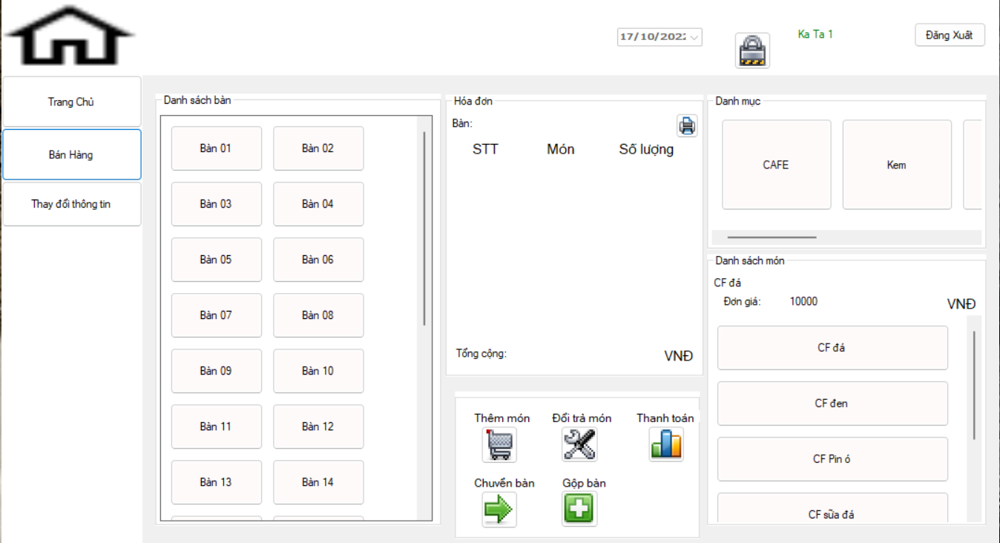 17/10/202
Ka Ta 1
Đăng Xuất
Trang Chủ
Bán Hàng
Thay đổi thông tin
Danh sách bàn
Bàn 01
Bàn 02
Bàn 03
Bàn 04
Bàn 05
Bàn 06
Bàn 07
Bàn 08
Bàn 09
Bàn 10
Bàn 11
Bàn 12
Bàn 13
Bàn 14
Hóa đơn
Bàn:
STT Món Số lượng
Tổng cộng: VNĐ
Thêm món
Đổi trả món
Thanh toán
Chuyển bàn
Gộp bàn
Danh mục
CAFE
Kem
Danh sách món
CF đá
Đơn giá: 10000 VNĐ
CF đá
CF đen
CF Pin ó
CF sữa đá